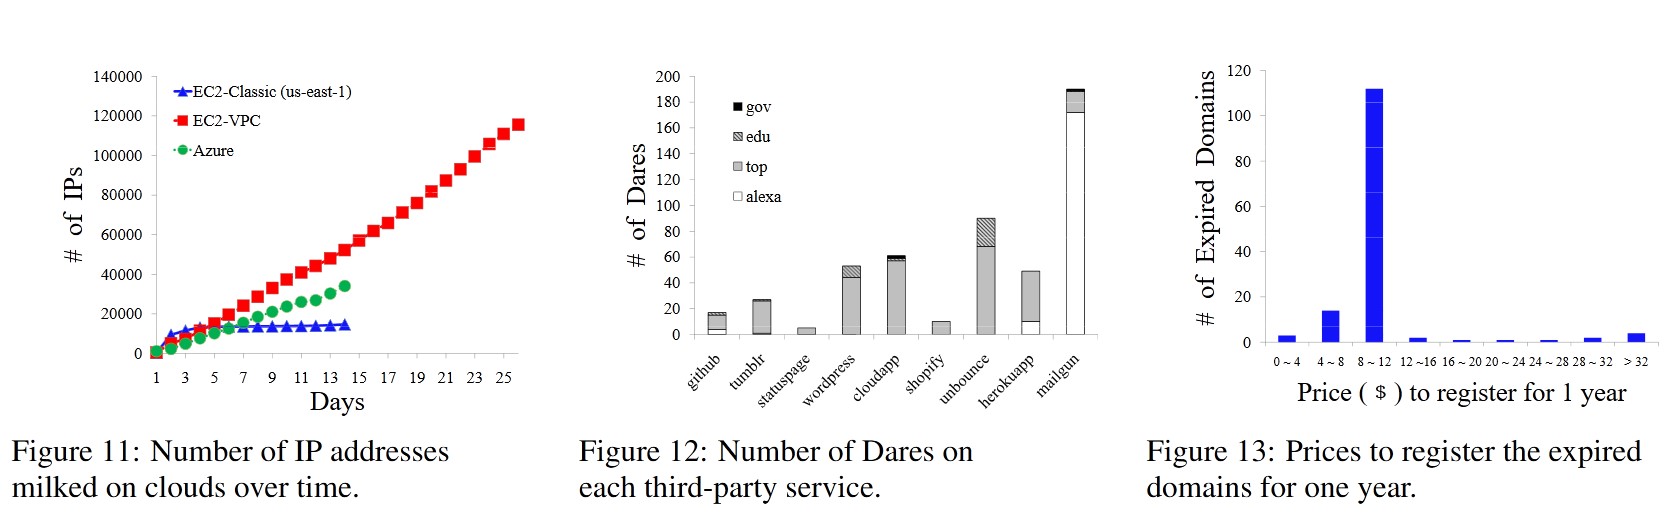 140000
120000
100000
80000
60000
40000
20000
0
# of IPs
EC2-Classic (us-east-1)
EC2-VPC
Azure
1 3 5 7 9 11 13 15 17 19 21 23 25
Days
Figure 11: Number of IP addresses
milked on clouds over time.
200
180
160
140
120
100
80
60
40
20
0
# of Dares
gov
edu
top
alexa
github
tumblr
statuspage
wordpress
cloudapp
shopify
unbounce
herokuapp
mailgun
Figure 12: Number of Dares on
each third-party service.
120
100
80
60
40
20
0
# of Expired Domains
0 ~ 4 4 ~ 8 8 ~ 12 12 ~16 16 ~ 20 20 ~ 24 24 ~ 28 28 ~ 32 > 32
Price ( $ ) to register for 1 year
Figure 13: Prices to register the expired
domains for one year.